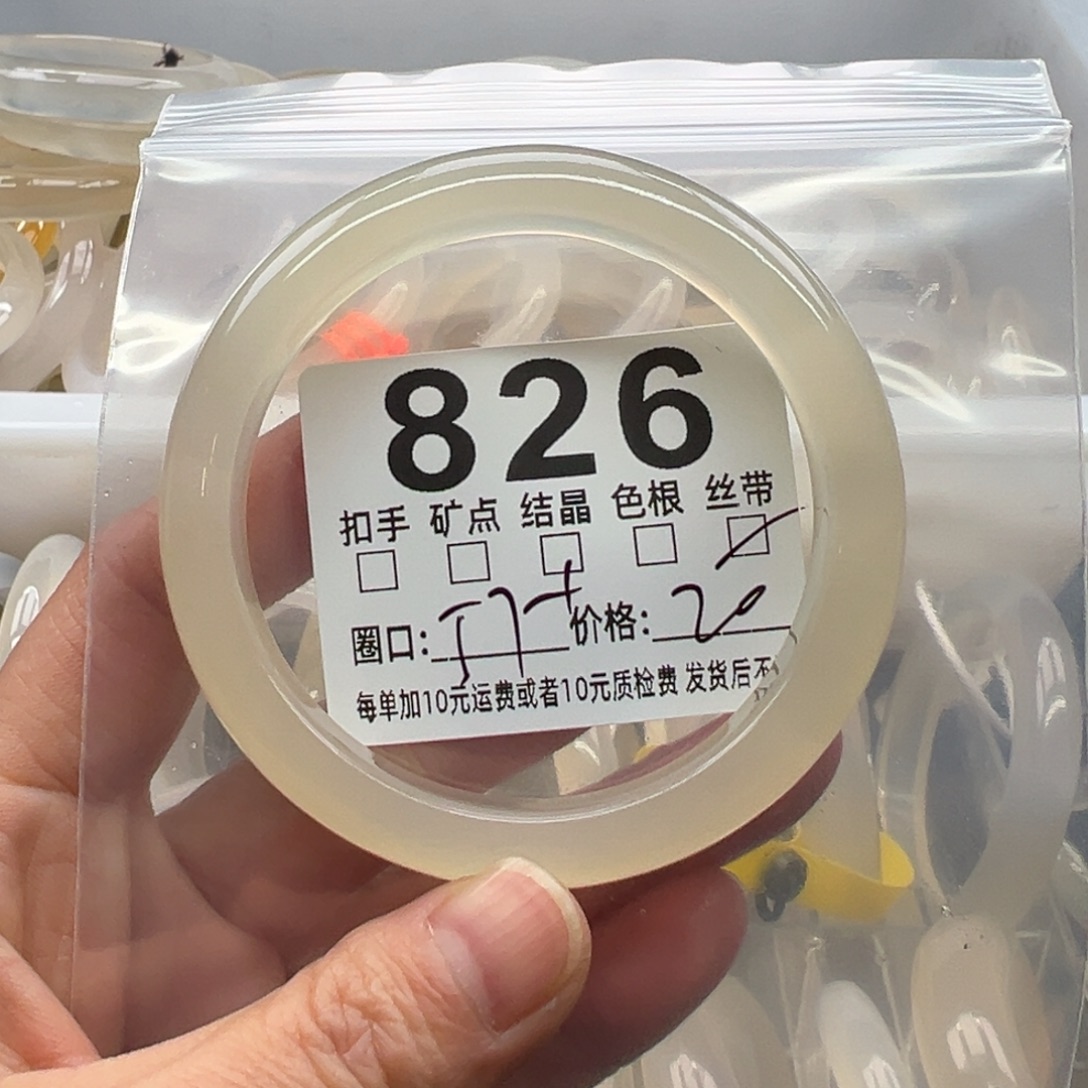 826
扣手 矿点 结晶 色根 丝带
圈口: 价格:
每单加10元运费或者10元质检费 发货后不